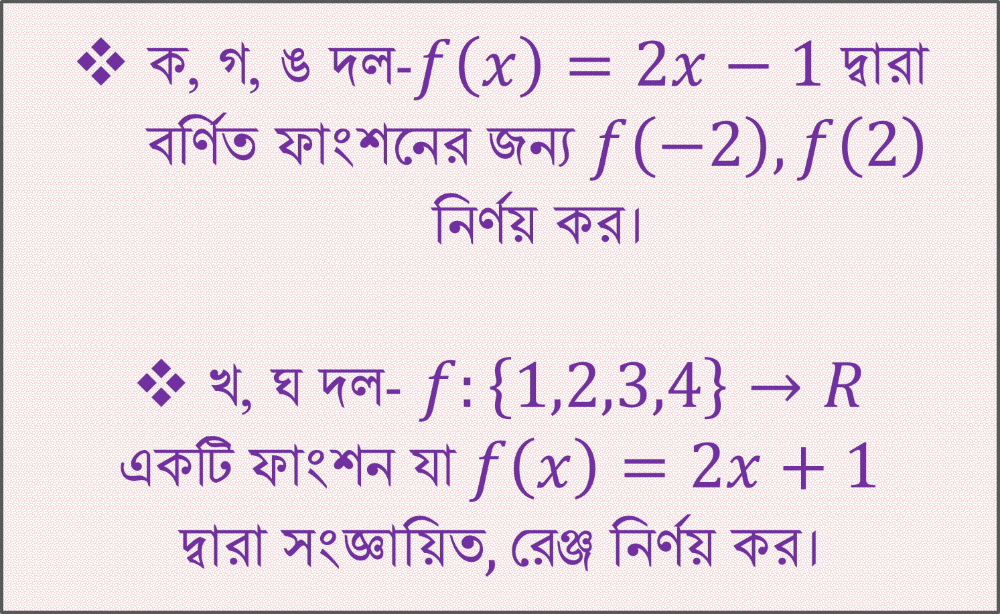 ❖ ক, গ, ঙ দল-f(x) = 2x − 1 দ্বারা
বর্ণিত ফাংশনের জন্য f(−2), f(2)
নির্ণয় কর।
❖ খ, ঘ দল- f:{1,2,3,4} → R
একটি ফাংশন যা f(x) = 2x + 1
দ্বারা সংজ্ঞায়িত, রেঞ্জ নির্ণয় কর।